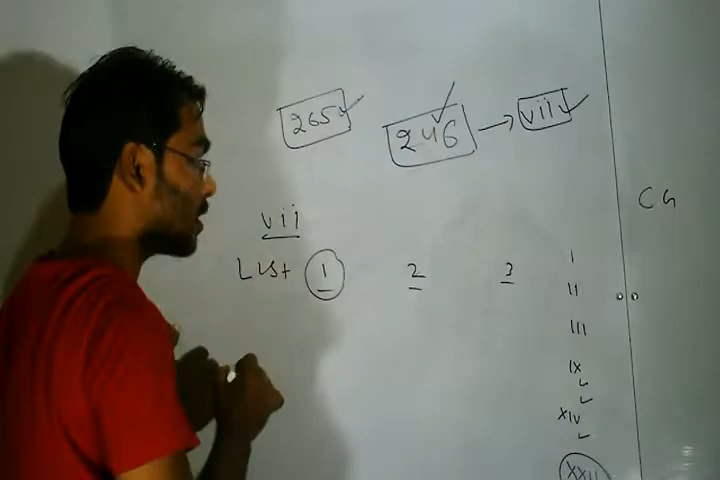 265 246 → vii
CG
vii
List 1 2 3
I
II
III
IX
XIV
XXII